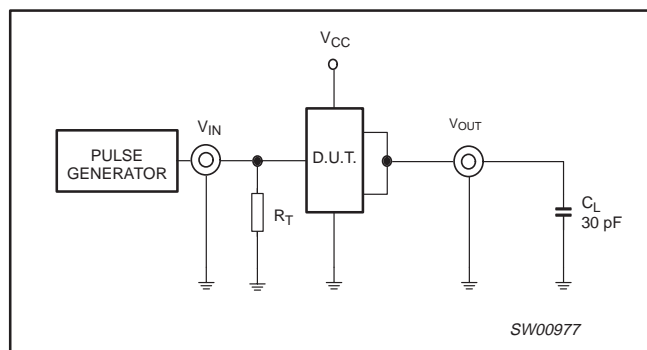 VCC
VIN
VOUT
PULSE
GENERATOR
D.U.T.
RT
CL
30 pF
SW00977